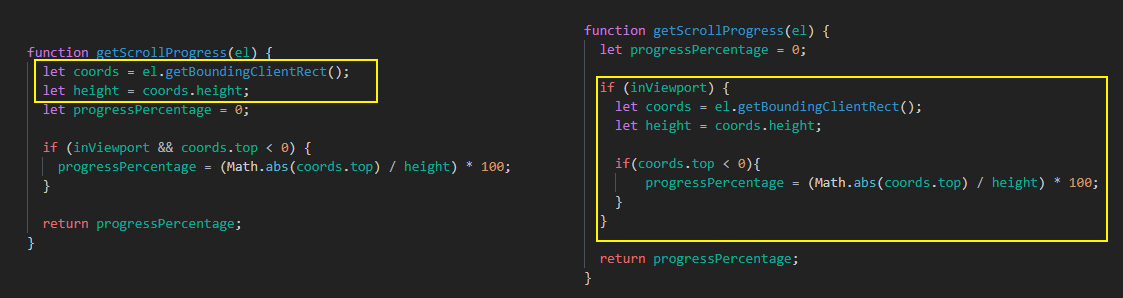 function getScrollProgress(el) {
let coords = el.getBoundingClientRect();
let height = coords.height;
let progressPercentage = 0;
if (inViewport && coords.top < 0) {
progressPercentage = (Math.abs(coords.top) / height) * 100;
}
return progressPercentage;
}
function getScrollProgress(el) {
let progressPercentage = 0;
if (inViewport) {
let coords = el.getBoundingClientRect();
let height = coords.height;
if(coords.top < 0){
progressPercentage = (Math.abs(coords.top) / height) * 100;
}
}
return progressPercentage;
}